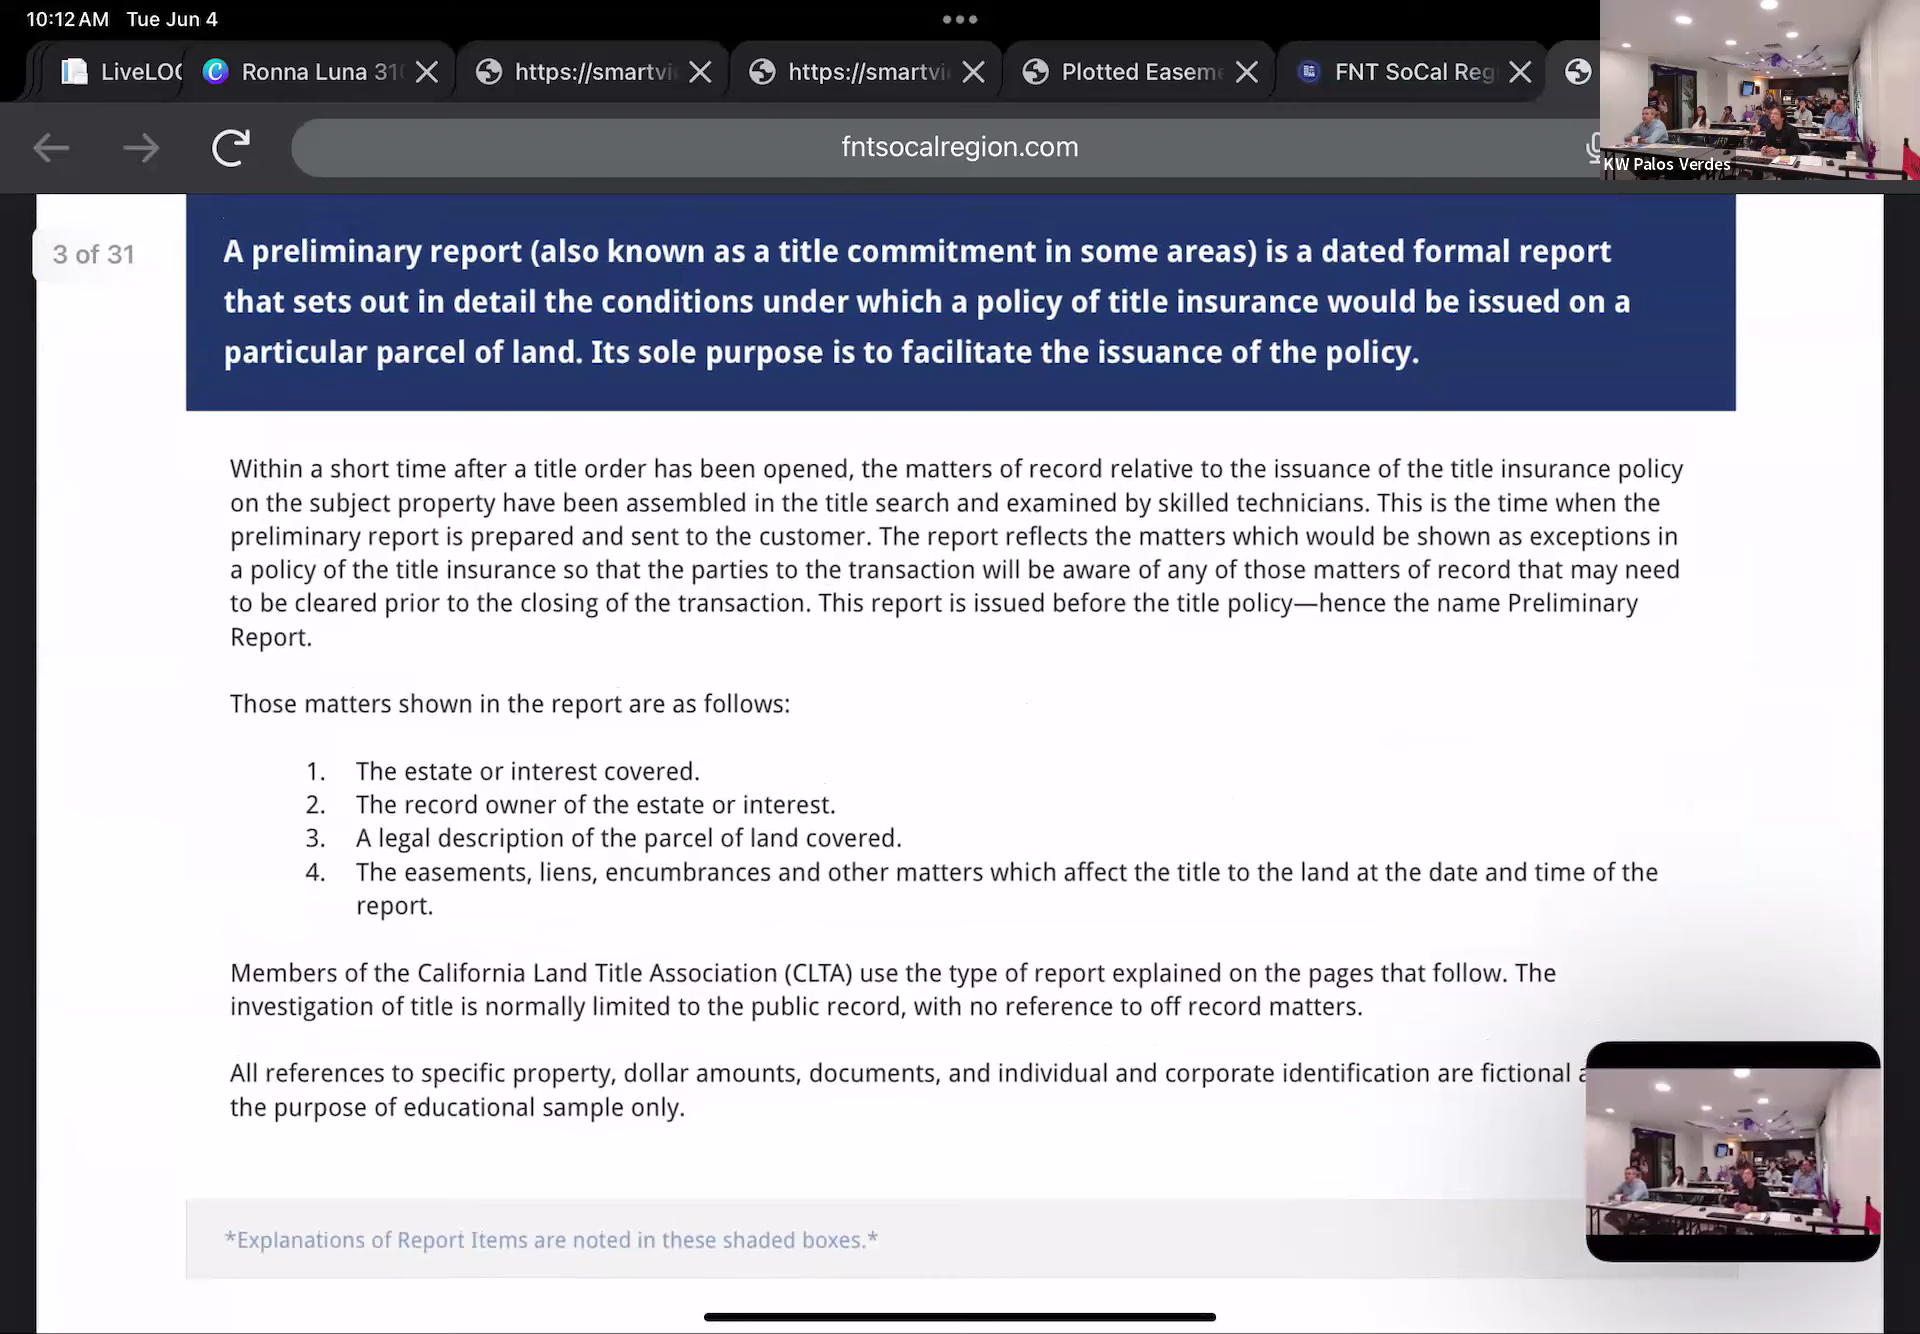 10:12 AM Tue Jun 4
LiveLO
Ronna Luna 31
https://smartvi
https://smartvi
Plotted Easem
FNT SoCal Reg
fntsocalregion.com
KW Palos Verdes
3 of 31
A preliminary report (also known as a title commitment in some areas) is a dated formal report
that sets out in detail the conditions under which a policy of title insurance would be issued on a
particular parcel of land. Its sole purpose is to facilitate the issuance of the policy.
Within a short time after a title order has been opened, the matters of record relative to the issuance of the title insurance policy
on the subject property have been assembled in the title search and examined by skilled technicians. This is the time when the
preliminary report is prepared and sent to the customer. The report reflects the matters which would be shown as exceptions in
a policy of the title insurance so that the parties to the transaction will be aware of any of those matters of record that may need
to be cleared prior to the closing of the transaction. This report is issued before the title policy—hence the name Preliminary
Report.
Those matters shown in the report are as follows:
1. The estate or interest covered.
2. The record owner of the estate or interest.
3. A legal description of the parcel of land covered.
4. The easements, liens, encumbrances and other matters which affect the title to the land at the date and time of the
report.
Members of the California Land Title Association (CLTA) use the type of report explained on the pages that follow. The
investigation of title is normally limited to the public record, with no reference to off record matters.
All references to specific property, dollar amounts, documents, and individual and corporate identification are fictional
the purpose of educational sample only.
*Explanations of Report Items are noted in these shaded boxes.*